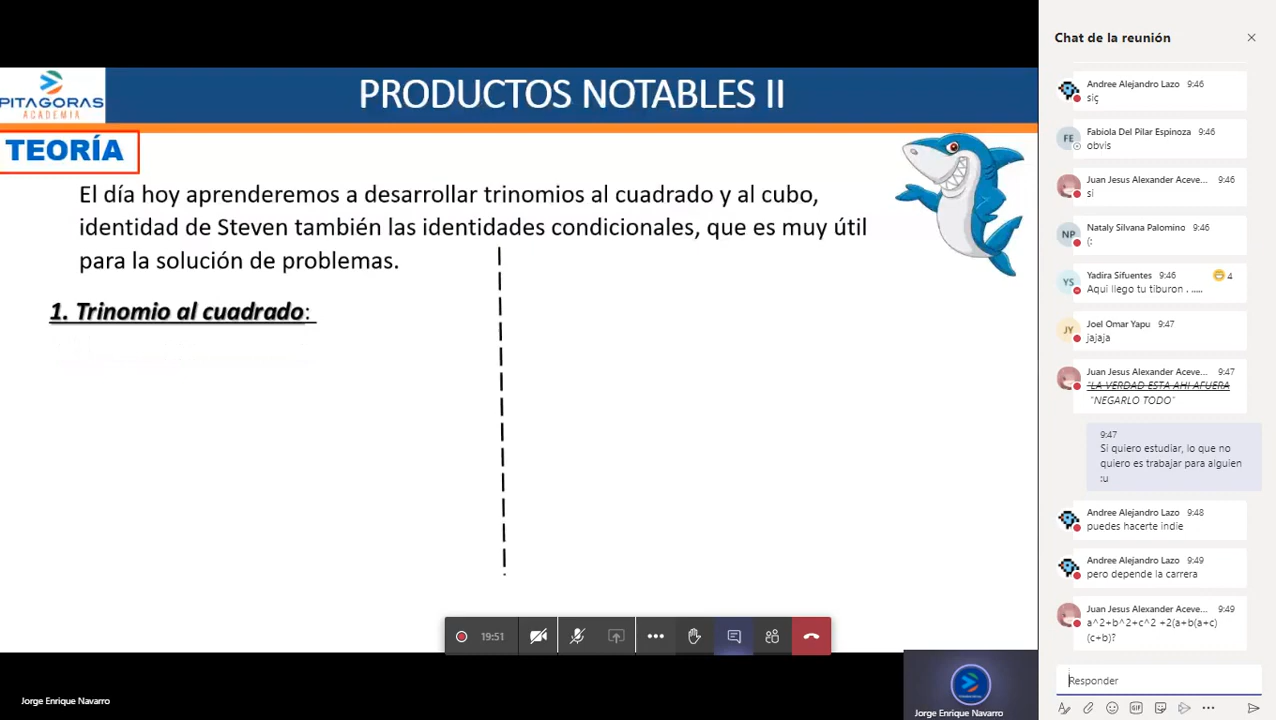 PRODUCTOS NOTABLES II
PITAGORAS
ACADEMIA
TEORÍA
El día hoy aprenderemos a desarrollar trinomios al cuadrado y al cubo,
identidad de Steven también las identidades condicionales, que es muy útil
para la solución de problemas.
1. Trinomio al cuadrado:
19:51
Jorge Enrique Navarro
Jorge Enrique Navarro
Chat de la reunión
Andree Alejandro Lazo 9:46
siç
FE
Fabiola Del Pilar Espinoza 9:46
obvis
Juan Jesus Alexander Aceve... 9:46
si
NP
Nataly Silvana Palomino 9:46
(:
YS
Yadira Sifuentes 9:46 4
Aqui llego tu tiburon . .....
JY
Joel Omar Yapu 9:47
jajaja
Juan Jesus Alexander Aceve... 9:47
"LA VERDAD ESTA AHI AFUERA
"NEGARLO TODO"
9:47
Si quiero estudiar, lo que no
quiero es trabajar para alguien
:u
Andree Alejandro Lazo 9:48
puedes hacerte indie
Andree Alejandro Lazo 9:49
pero depende la carrera
Juan Jesus Alexander Aceve... 9:49
a^2+b^2+c^2 +2(a+b(a+c)
(c+b)?
Responder
GIF